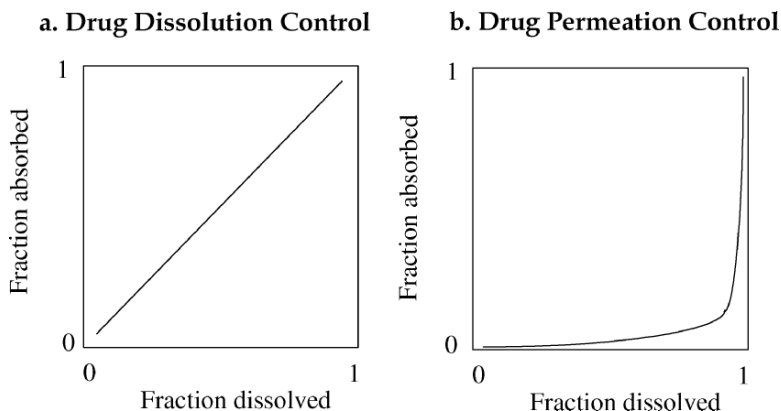 a. Drug Dissolution Control
1
Fraction absorbed
0
0
1
Fraction dissolved
b. Drug Permeation Control
1
Fraction absorbed
0
0
1
Fraction dissolved